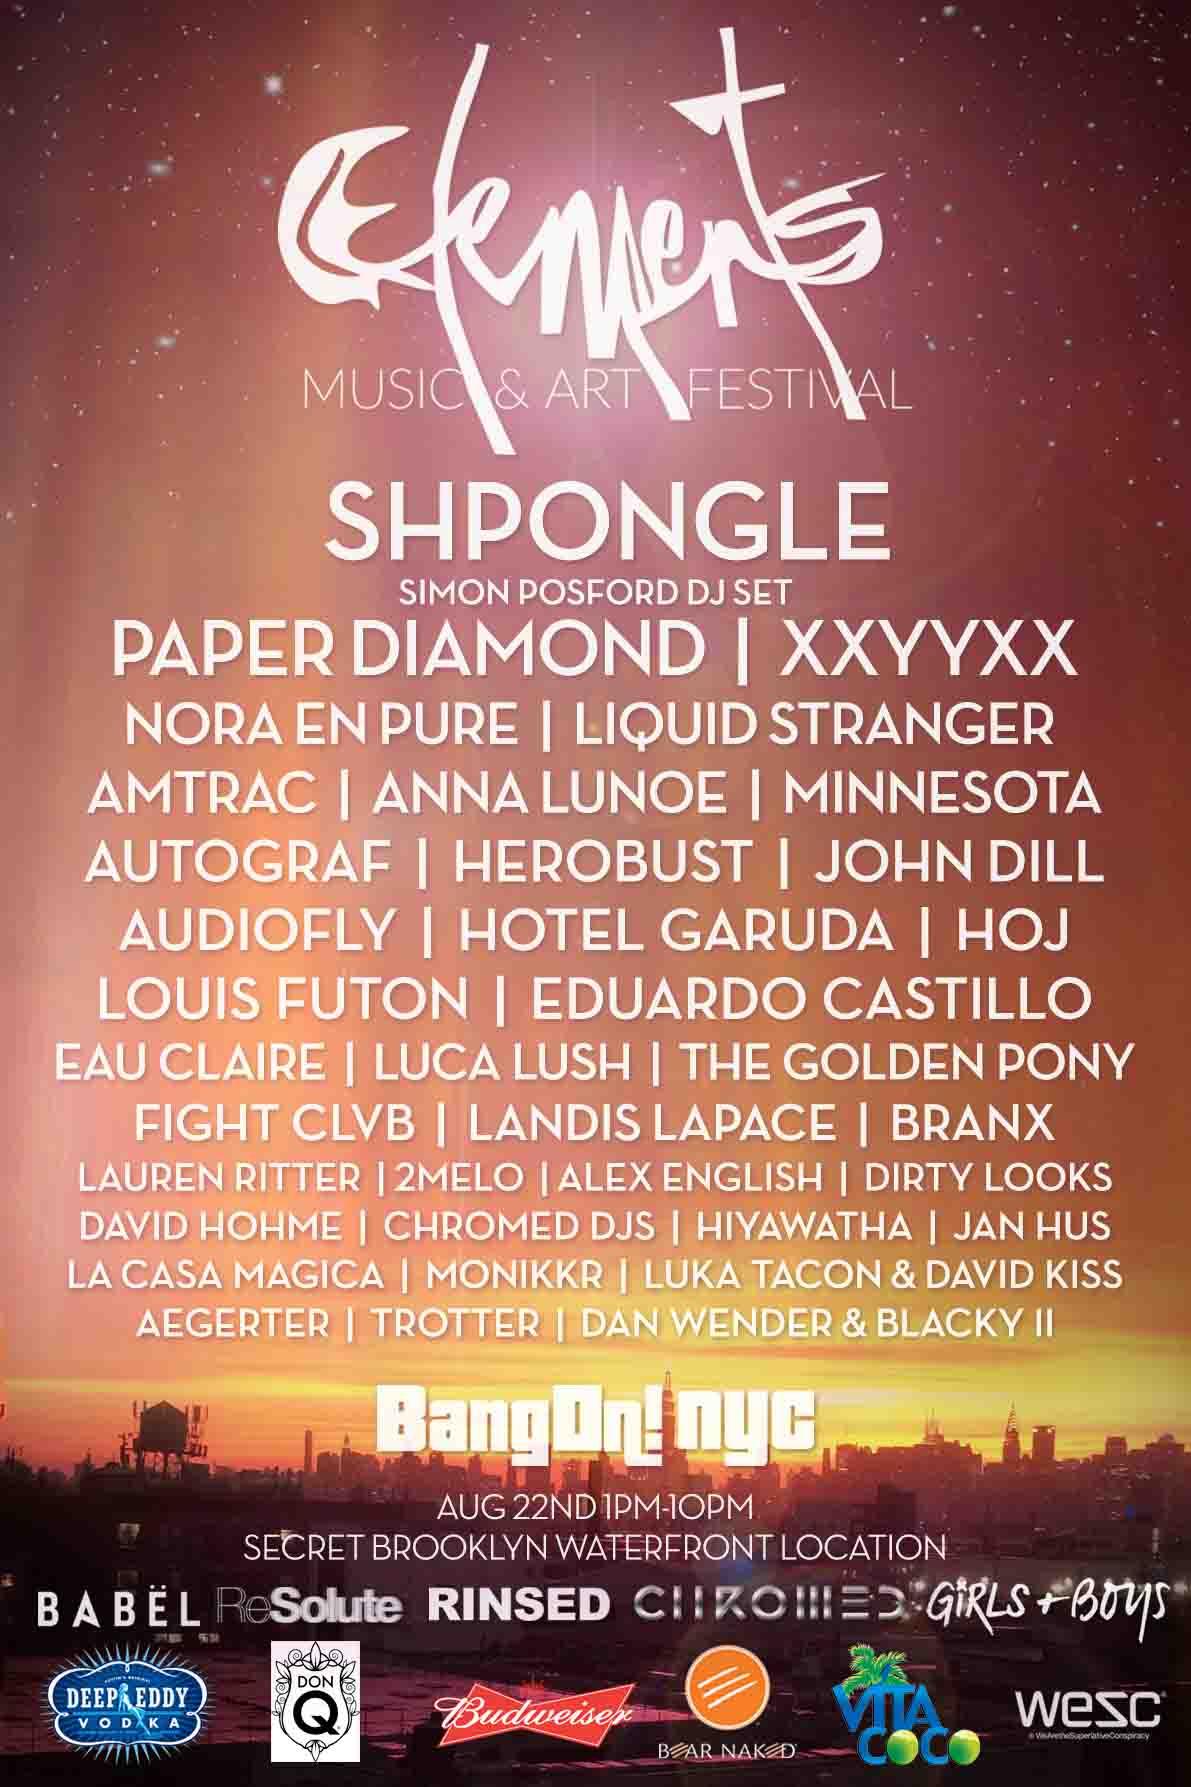 Elements
MUSIC & ART FESTIVAL
SHPONGLE
SIMON POSFORD DJ SET
PAPER DIAMOND | XXYYXX
NORA EN PURE | LIQUID STRANGER
AMTRAC | ANNA LUNOE | MINNESOTA
AUTOGRAF | HEROBUST | JOHN DILL
AUDIOFLY | HOTEL GARUDA | HOJ
LOUIS FUTON | EDUARDO CASTILLO
EAU CLAIRE | LUCA LUSH | THE GOLDEN PONY
FIGHT CLVB | LANDIS LAPACE | BRANX
LAUREN RITTER | 2MELO | ALEX ENGLISH | DIRTY LOOKS
DAVID HOHME | CHROMED DJS | HIYAWATHA | JAN HUS
LA CASA MAGICA | MONIKKR | LUKA TACON & DAVID KISS
AEGERTER | TROTTER | DAN WENDER & BLACKY II
BangOn! nyc
AUG 22ND 1PM-10PM
SECRET BROOKLYN WATERFRONT LOCATION
BABËL ReSolute RINSED CHROMED GiRLS + BOYS
DEEP EDDY VODKA
DON Q
Budweiser
BEAR NAKED
VITA COCO
wesc
WeAretheSuperlativeConspiracy